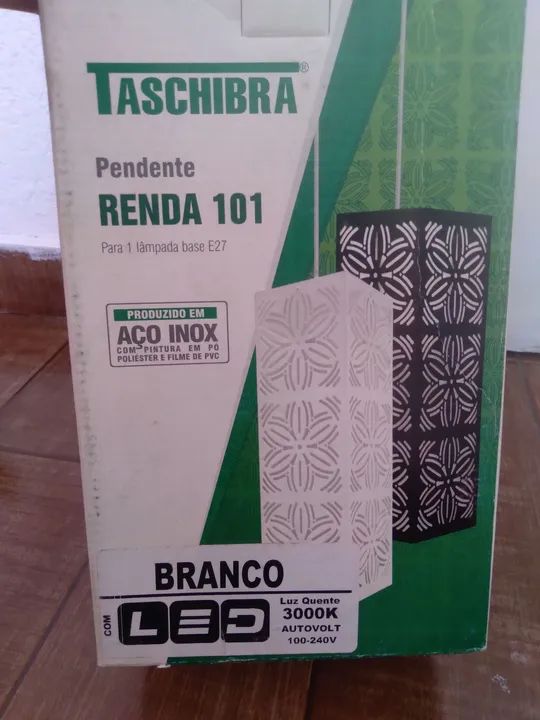 TASCHIBRA®
Pendente
RENDA 101
Para 1 lâmpada base E27
PRODUZIDO EM
AÇO INOX
COM PINTURA EM PÓ
POLIESTER E FILME DE PVC
BRANCO
COM LED
Luz Quente
3000K
AUTOVOLT
100-240V